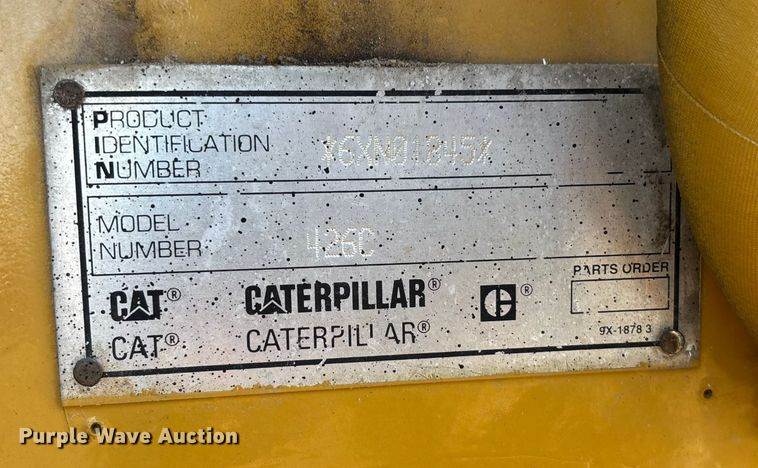 PRODUCT
IDENTIFICATION
NUMBER
*6XN01845*
MODEL
NUMBER
426C
PARTS ORDER
CAT® CATERPILLAR® C®
CAT® CATERPILLAR®
9X-1878 3
Purple Wave Auction